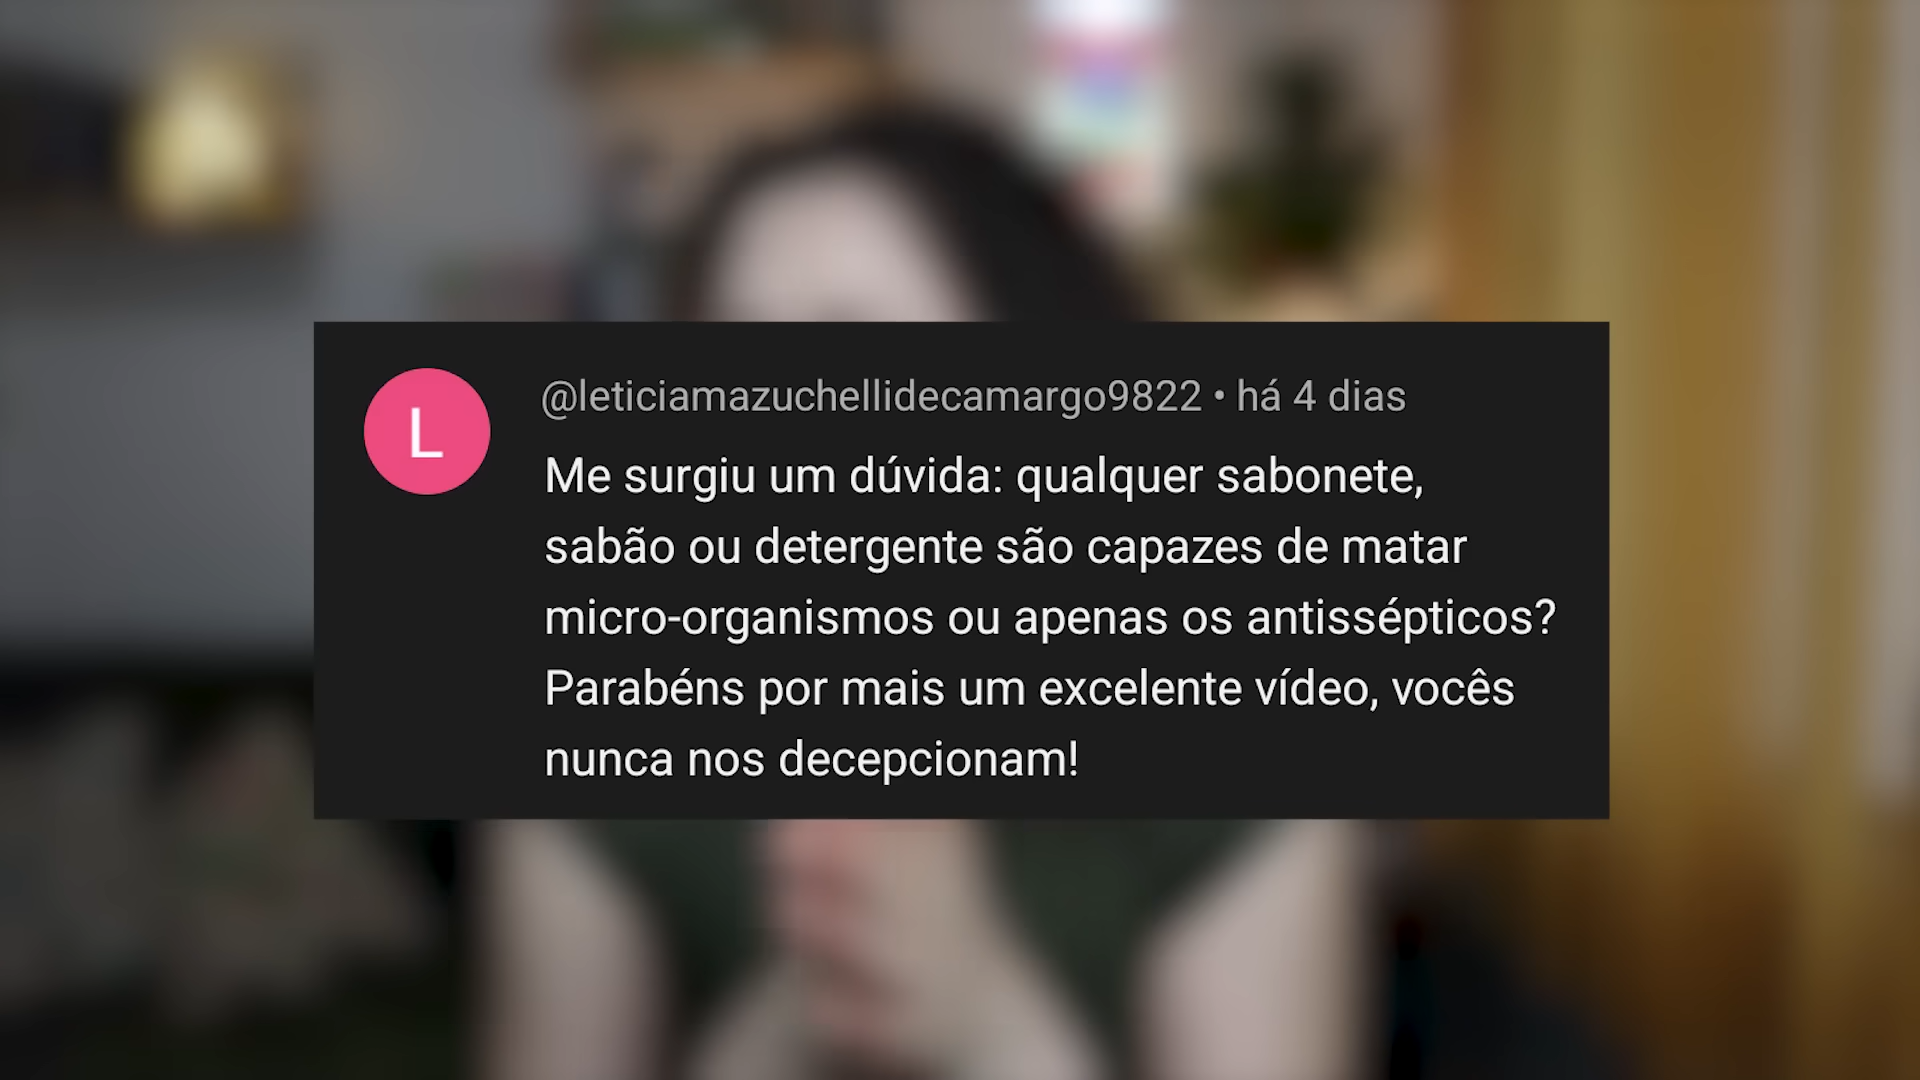 L
@leticiamazuchellidecamargo9822 • há 4 dias
Me surgiu um dúvida: qualquer sabonete,
sabão ou detergente são capazes de matar
micro-organismos ou apenas os antissépticos?
Parabéns por mais um excelente vídeo, vocês
nunca nos decepcionam!